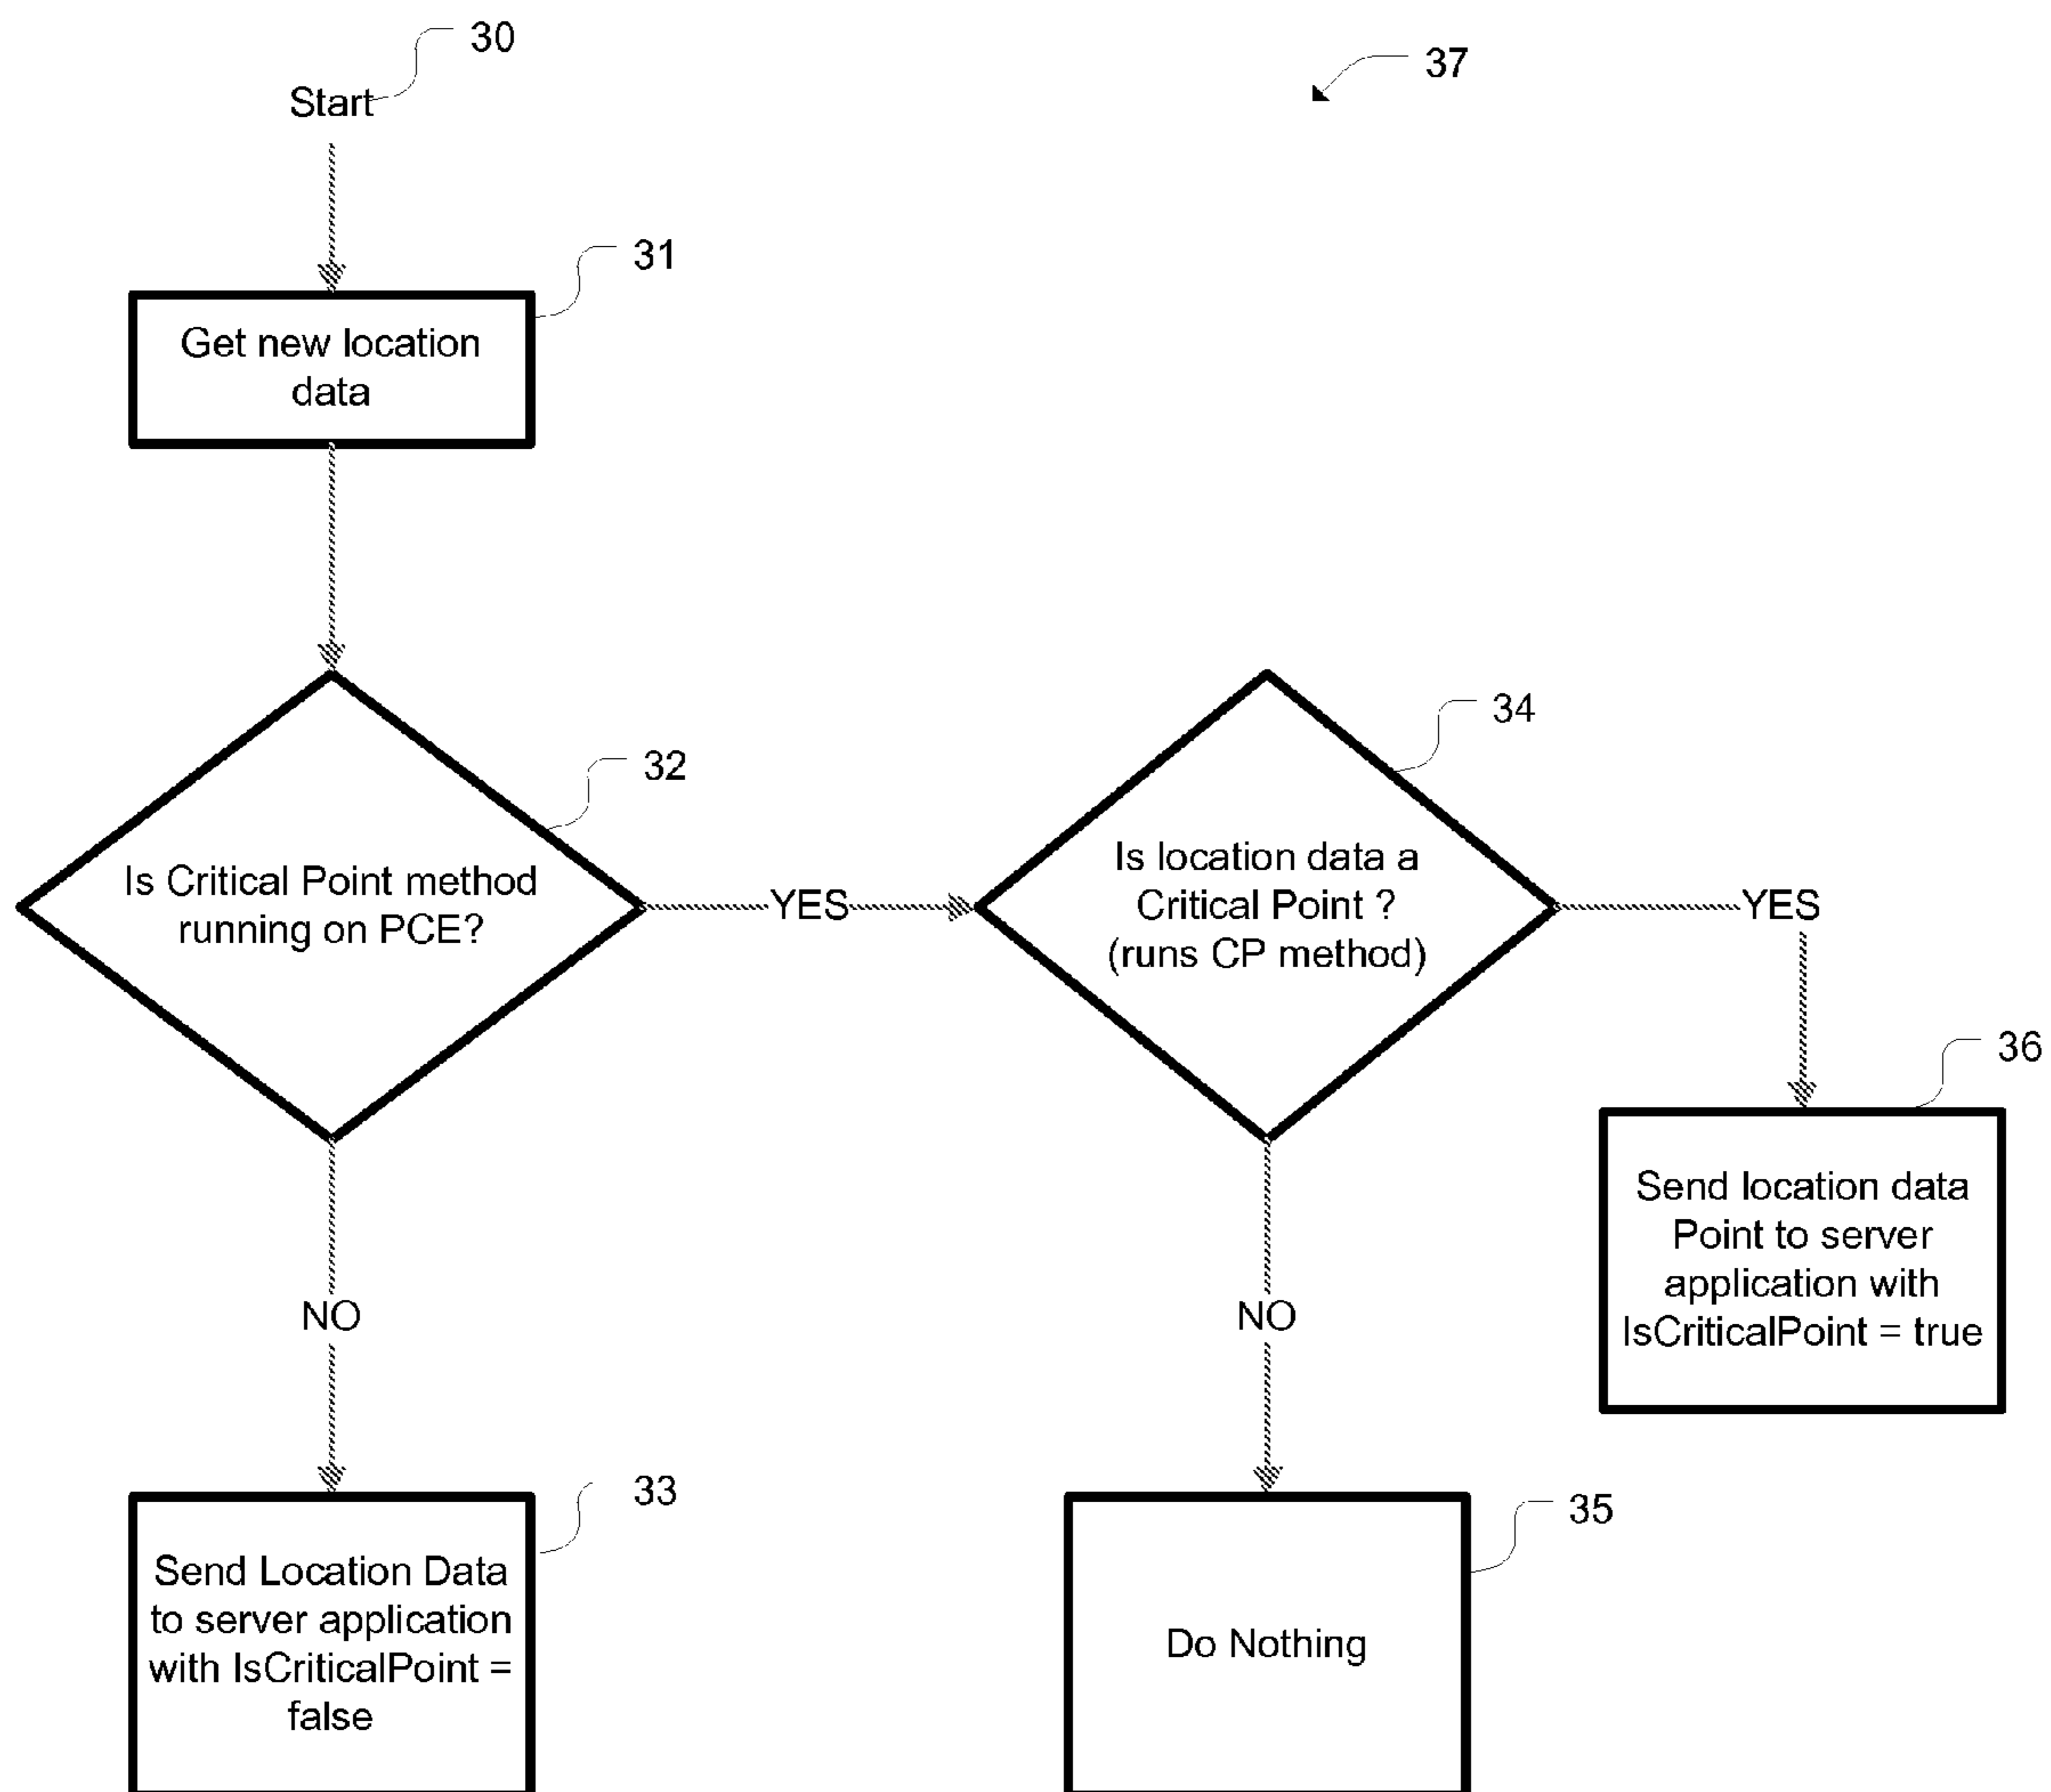 30
Start
37
31
Get new location
data
32
Is Critical Point method
running on PCE?
YES
34
Is location data a
Critical Point ?
(runs CP method)
YES
36
Send location data
Point to server
application with
IsCriticalPoint = true
NO
NO
33
Send Location Data
to server application
with IsCriticalPoint =
false
35
Do Nothing